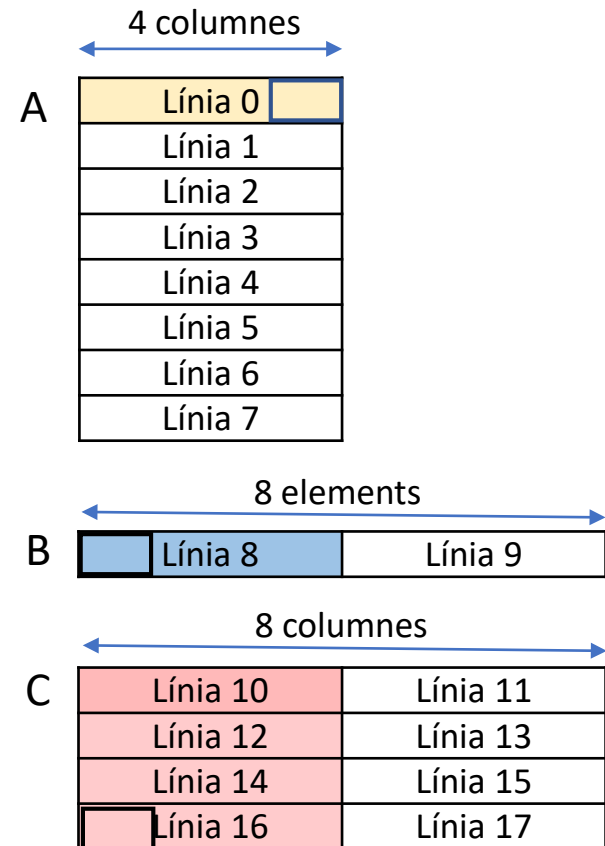 4 columnes
A
Línia 0
Línia 1
Línia 2
Línia 3
Línia 4
Línia 5
Línia 6
Línia 7
8 elements
B
Línia 8 Línia 9
8 columnes
C
Línia 10 Línia 11
Línia 12 Línia 13
Línia 14 Línia 15
Línia 16 Línia 17